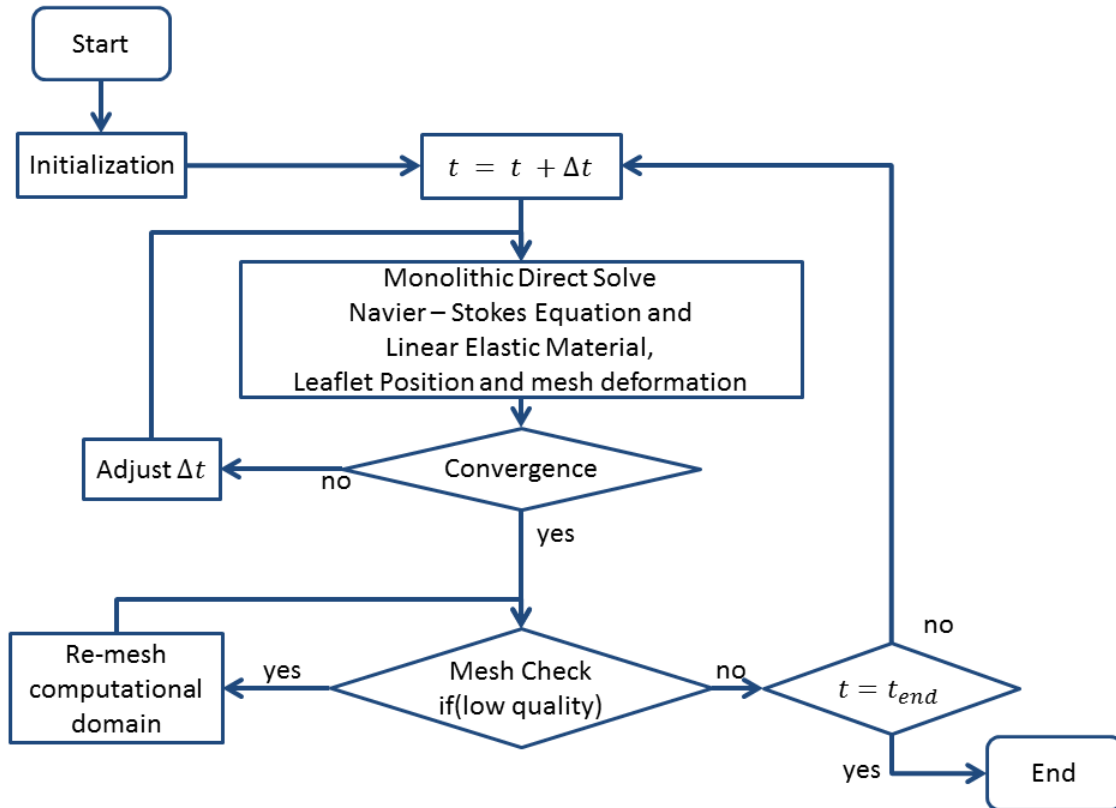 Start
Initialization
t = t + Δt
Monolithic Direct Solve
Navier – Stokes Equation and
Linear Elastic Material,
Leaflet Position and mesh deformation
Adjust Δt
no
Convergence
yes
Re-mesh
computational
domain
yes
Mesh Check
if(low quality)
no
no
t = t_end
yes
End